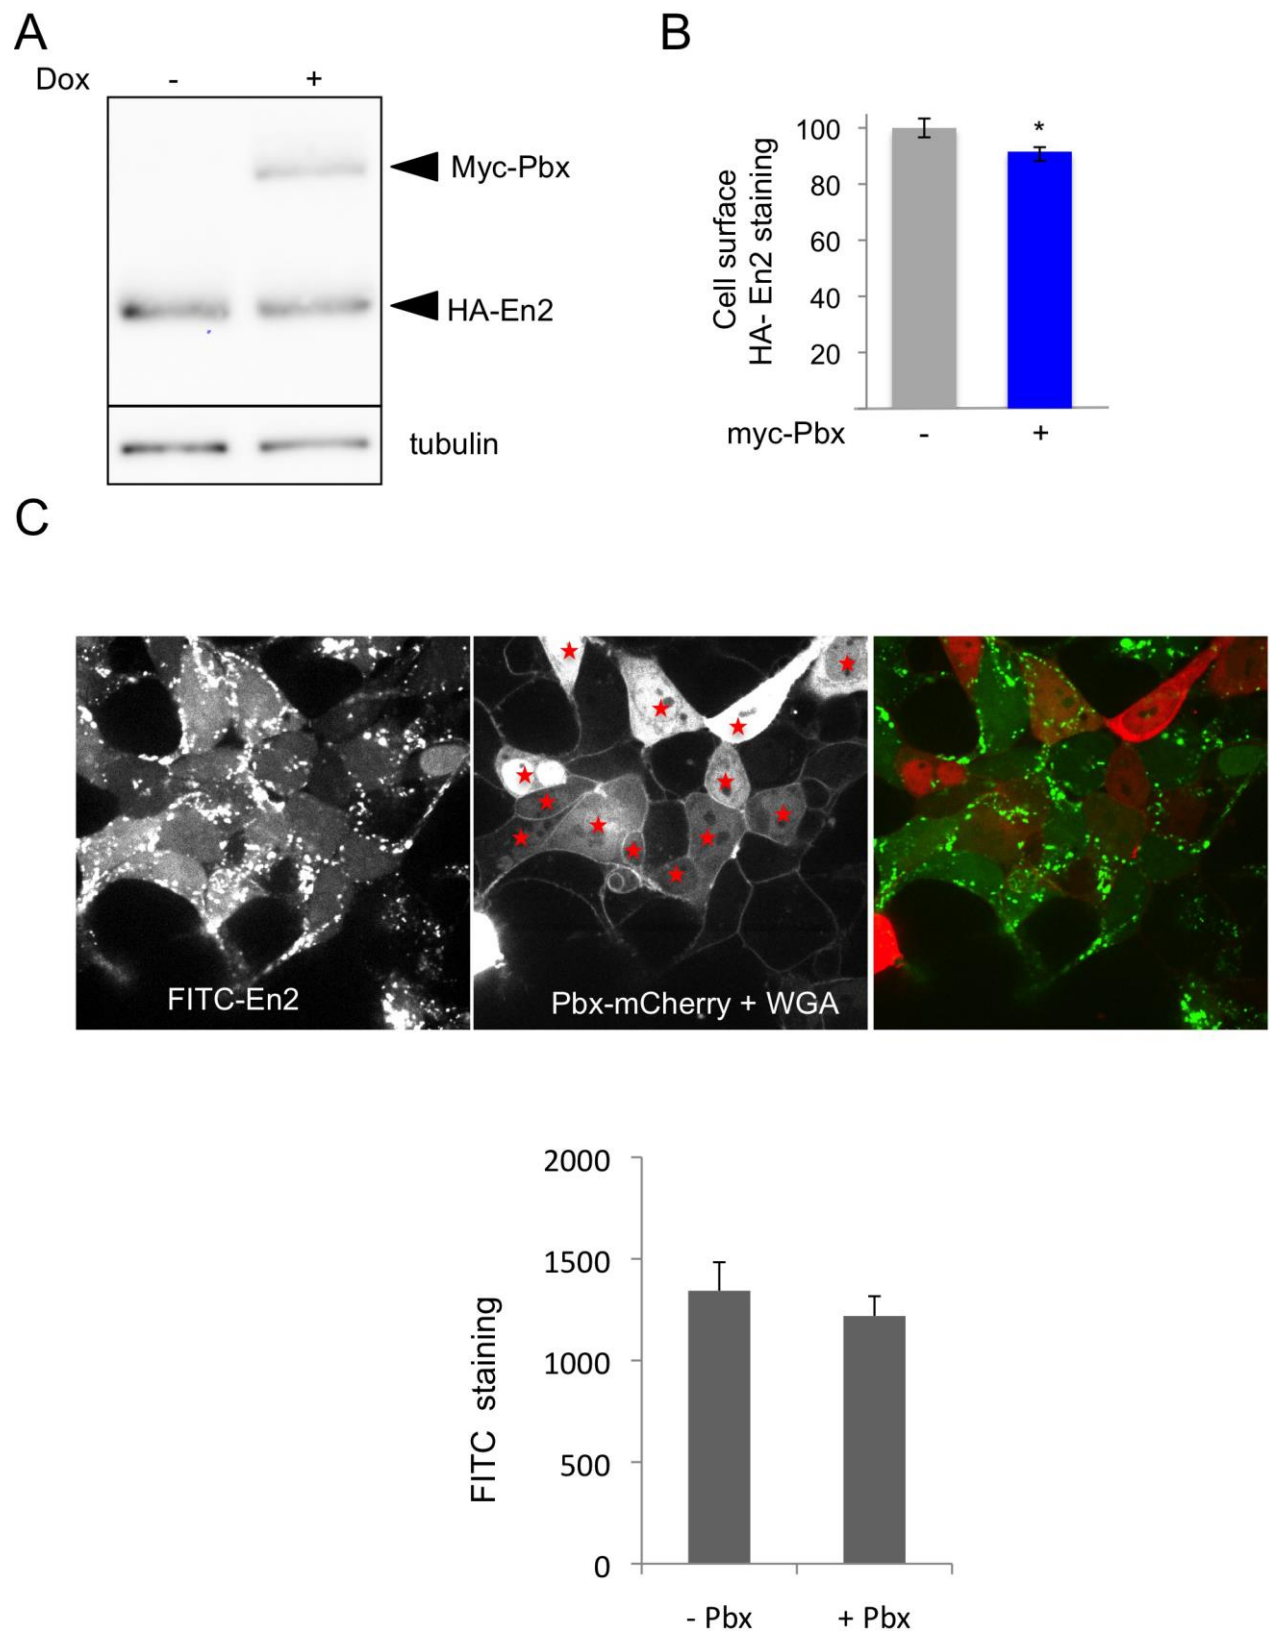 A
Dox - +
Myc-Pbx
HA-En2
tubulin
B
Cell surface
HA- En2 staining
100
80
60
40
20
*
myc-Pbx - +
C
FITC-En2
Pbx-mCherry + WGA
FITC staining
2000
1500
1000
500
0
- Pbx + Pbx